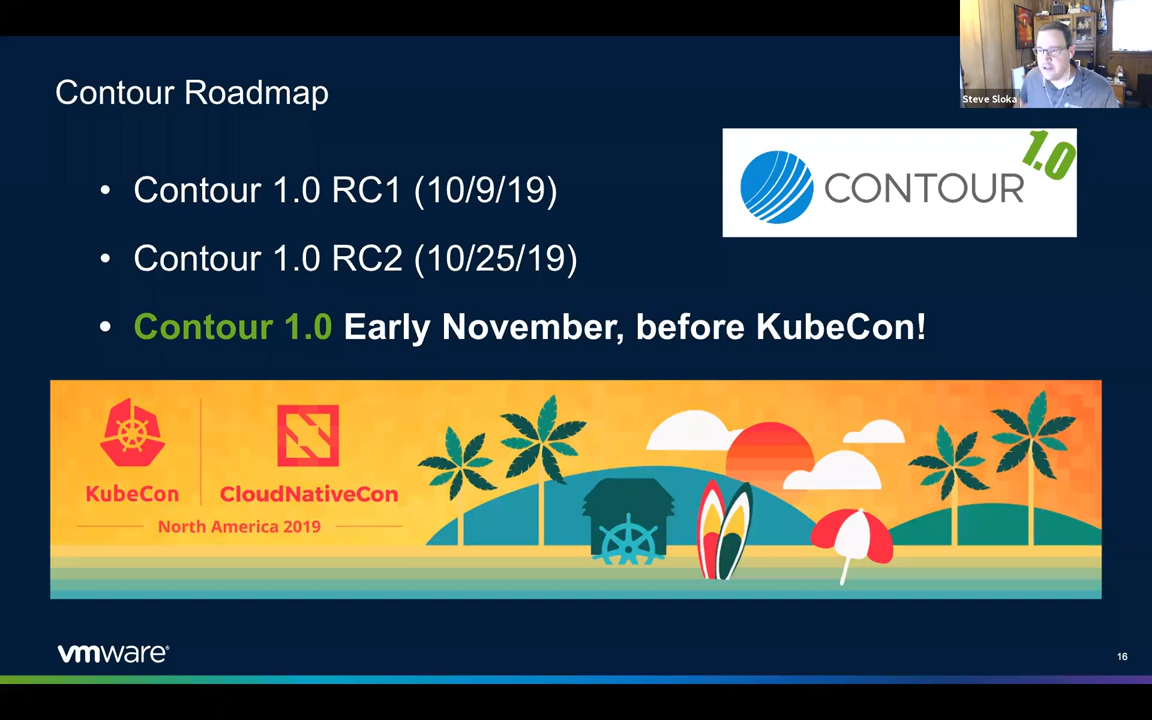 Contour Roadmap
Steve Sloka
CONTOUR 1.0
• Contour 1.0 RC1 (10/9/19)
• Contour 1.0 RC2 (10/25/19)
• Contour 1.0 Early November, before KubeCon!
KubeCon
CloudNativeCon
North America 2019
vmware®
16